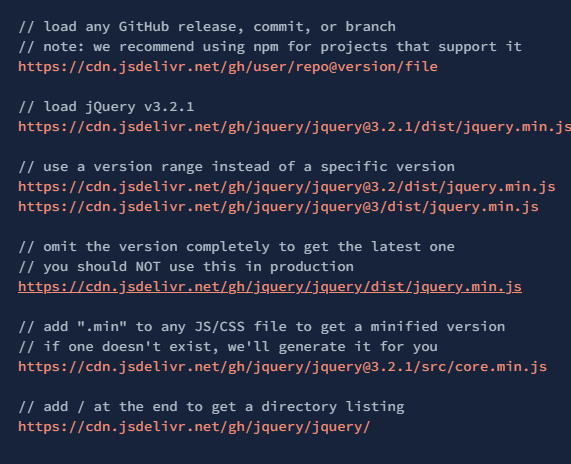 // load any GitHub release, commit, or branch
// note: we recommend using npm for projects that support it
https://cdn.jsdelivr.net/gh/user/repo@version/file
// load jQuery v3.2.1
https://cdn.jsdelivr.net/gh/jquery/jquery@3.2.1/dist/jquery.min.js
// use a version range instead of a specific version
https://cdn.jsdelivr.net/gh/jquery/jquery@3.2/dist/jquery.min.js
https://cdn.jsdelivr.net/gh/jquery/jquery@3/dist/jquery.min.js
// omit the version completely to get the latest one
// you should NOT use this in production
https://cdn.jsdelivr.net/gh/jquery/jquery/dist/jquery.min.js
// add ".min" to any JS/CSS file to get a minified version
// if one doesn't exist, we'll generate it for you
https://cdn.jsdelivr.net/gh/jquery/jquery@3.2.1/src/core.min.js
// add / at the end to get a directory listing
https://cdn.jsdelivr.net/gh/jquery/jquery/